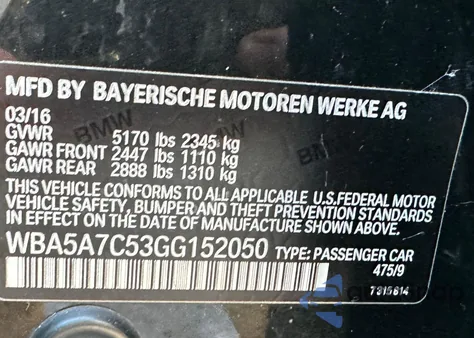 MFD BY BAYERISCHE MOTOREN WERKE AG
03/16
GVWR 5170 lbs 2345 kg
GAWR FRONT 2447 lbs 1110 kg
GAWR REAR 2888 lbs 1310 kg
THIS VEHICLE CONFORMS TO ALL APPLICABLE U.S.FEDERAL MOTOR
VEHICLE SAFETY, BUMPER AND THEFT PREVENTION STANDARDS
IN EFFECT ON THE DATE OF MANUFACTURE SHOWN ABOVE.
WBA5A7C53GG152050 TYPE: PASSENGER CAR
475/9
7315614